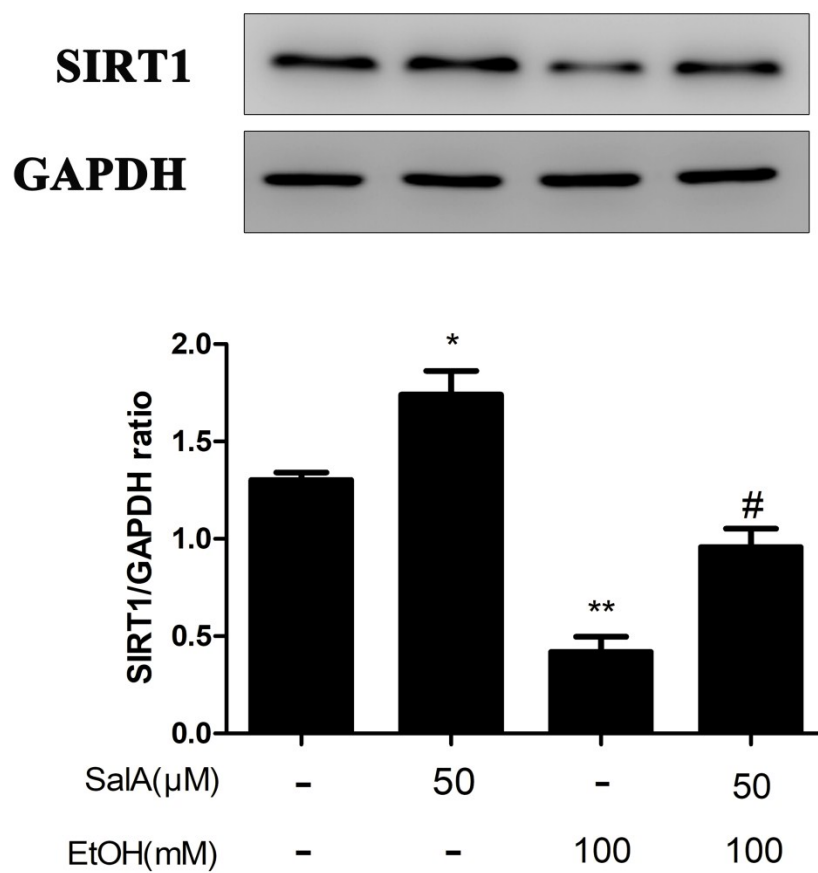 SIRT1
GAPDH
SIRT1/GAPDH ratio
2.0
1.5
1.0
0.5
0.0
*
**
#
SalA(μM) - 50 - 50
EtOH(mM) - - 100 100